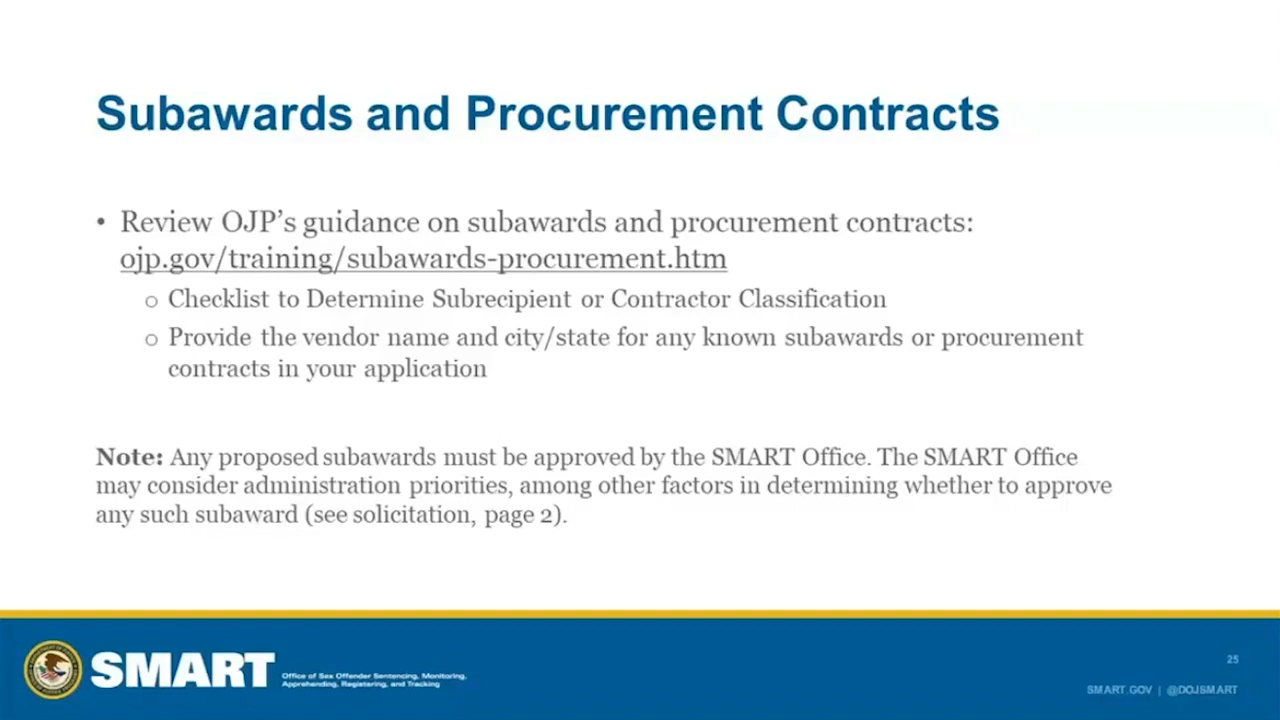 Subawards and Procurement Contracts
• Review OJP’s guidance on subawards and procurement contracts:
ojp.gov/training/subawards-procurement.htm
o Checklist to Determine Subrecipient or Contractor Classification
o Provide the vendor name and city/state for any known subawards or procurement
contracts in your application
Note: Any proposed subawards must be approved by the SMART Office. The SMART Office
may consider administration priorities, among other factors in determining whether to approve
any such subaward (see solicitation, page 2).
SMART
Office of Sex Offender Sentencing, Monitoring,
Apprehending, Registering, and Tracking
25
SMART.GOV | @DOJSMART